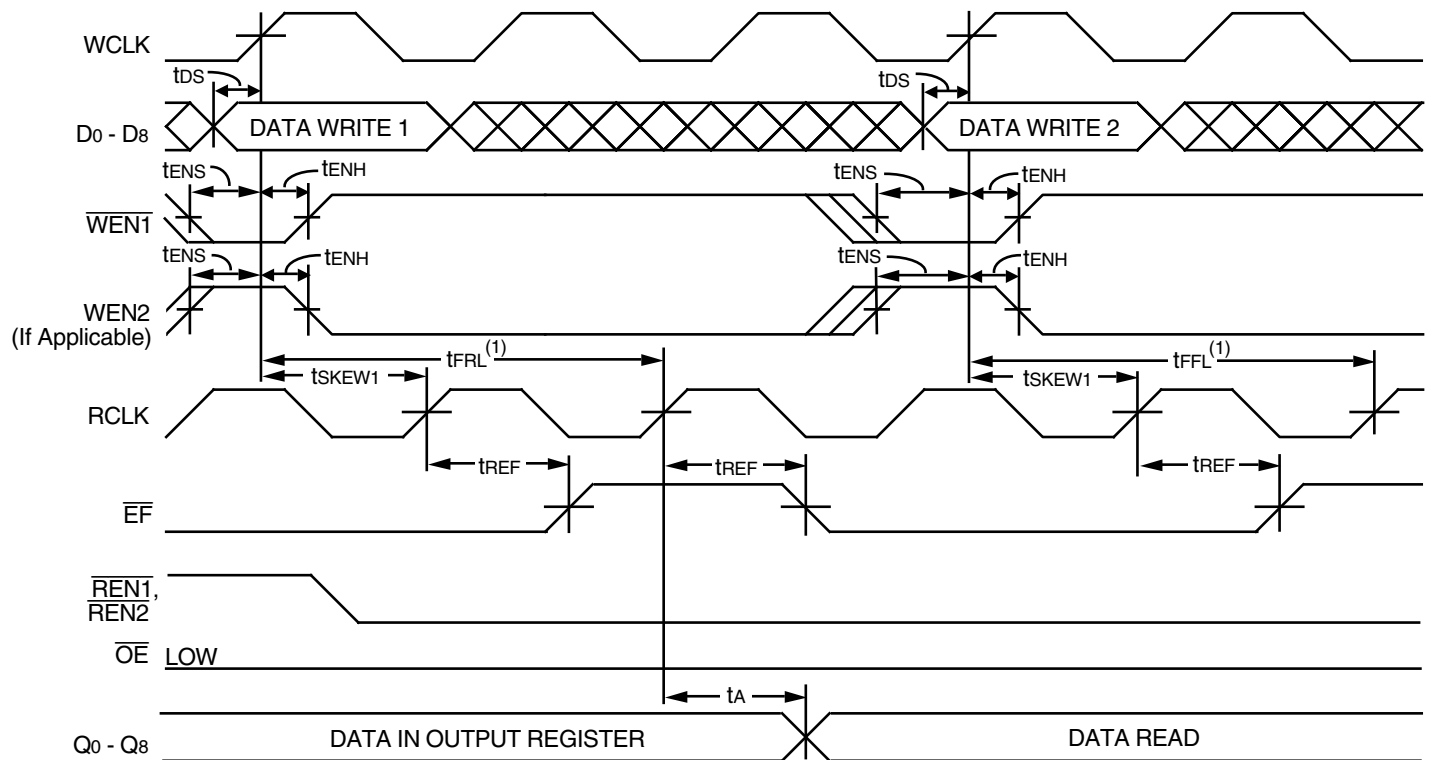 WCLK
tDS
tDS
D0 - D8
DATA WRITE 1
DATA WRITE 2
tENS
tENH
tENS
tENH
WEN1
tENS
tENH
tENS
tENH
WEN2
(If Applicable)
tFRL(1)
tFFL(1)
tSKEW1
tSKEW1
RCLK
tREF
tREF
tREF
EF
REN1,
REN2
OE
LOW
tA
Q0 - Q8
DATA IN OUTPUT REGISTER
DATA READ